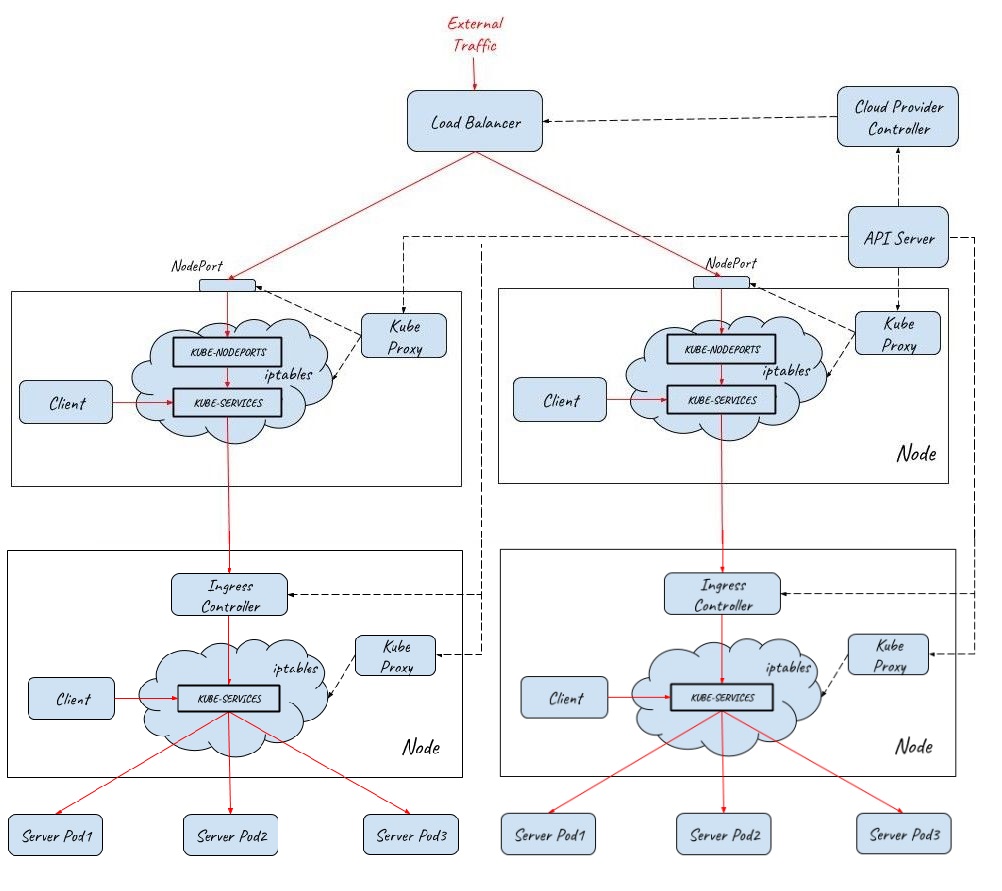 External
Traffic
Load Balancer
Cloud Provider
Controller
API Server
NodePort
NodePort
Kube
Proxy
Kube
Proxy
KUBE-NODEPORTS
iptables
KUBE-SERVICES
Client
KUBE-NODEPORTS
iptables
KUBE-SERVICES
Client
Node
Ingress
Controller
Ingress
Controller
Kube
Proxy
iptables
KUBE-SERVICES
Client
Node
Kube
Proxy
iptables
KUBE-SERVICES
Client
Node
Server Pod1
Server Pod2
Server Pod3
Server Pod1
Server Pod2
Server Pod3